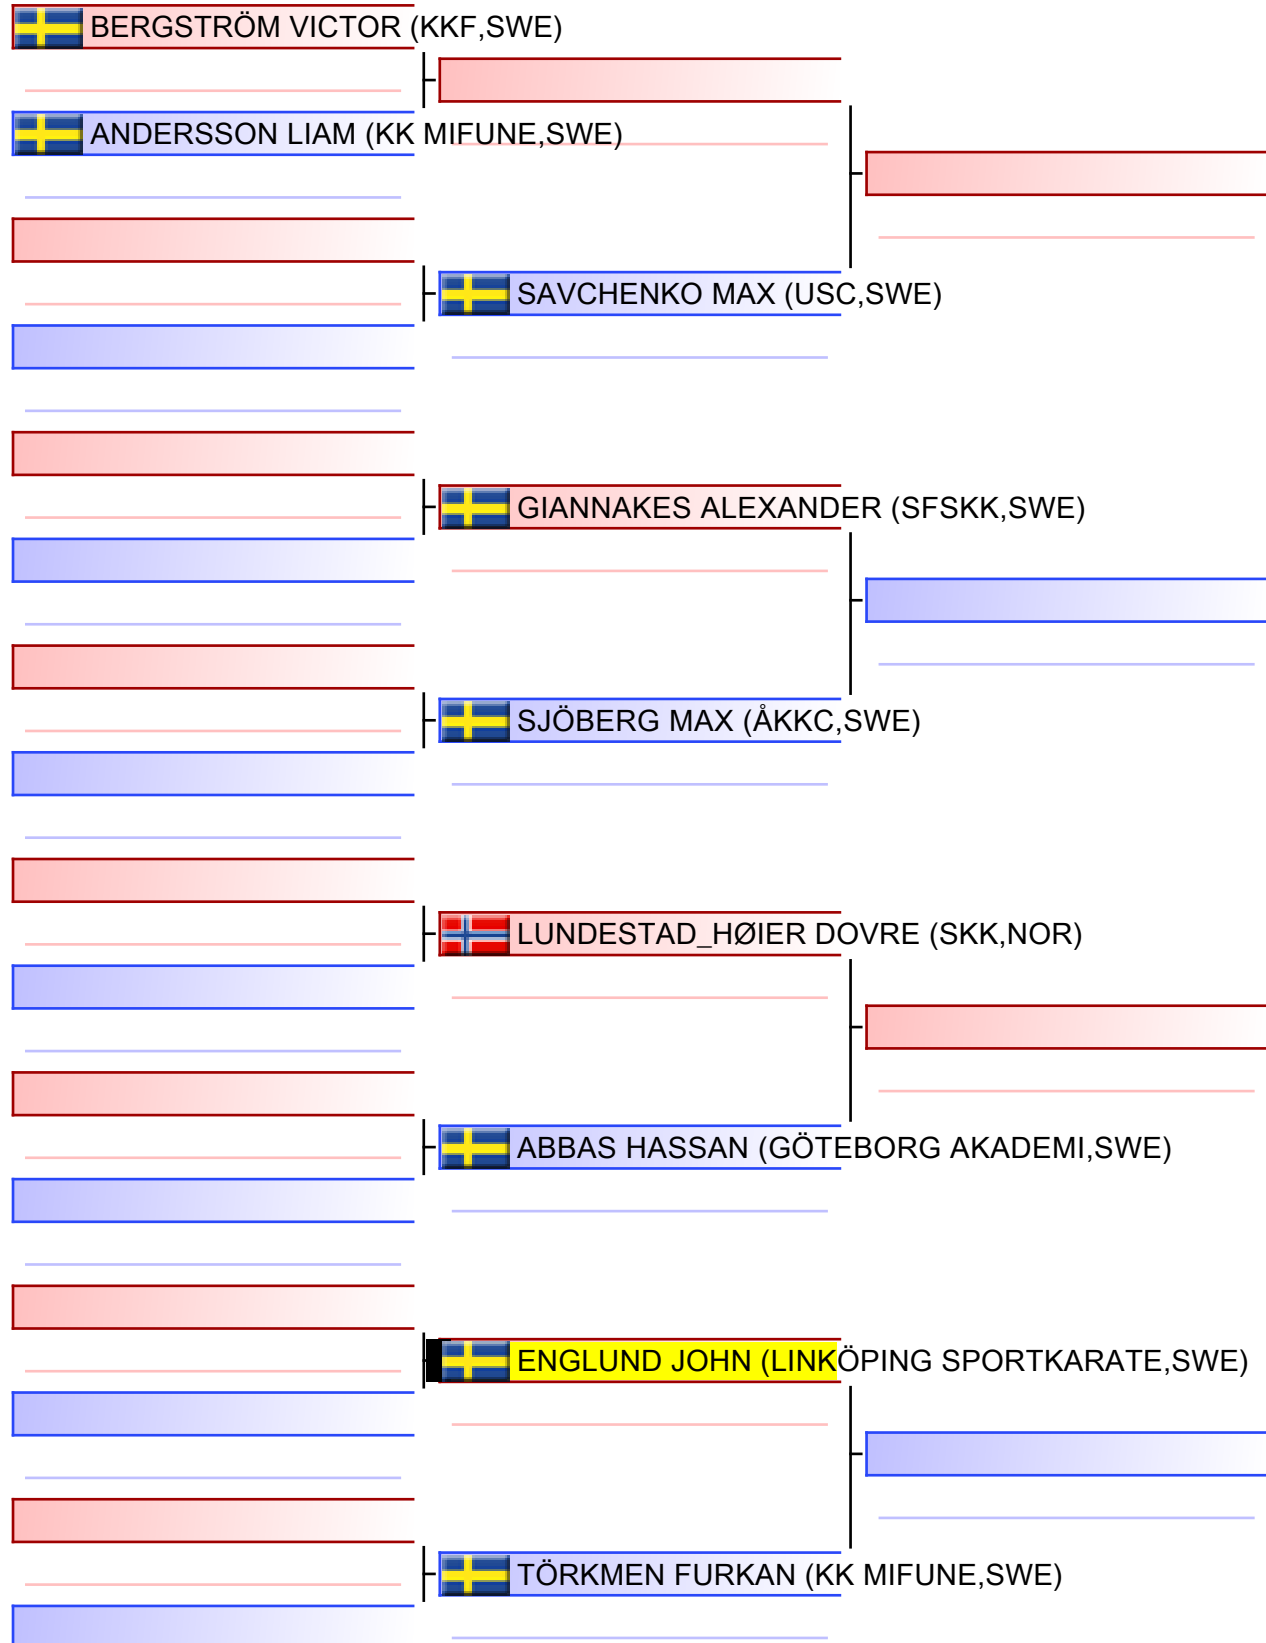 BERGSTRÖM VICTOR (KKF,SWE)
ANDERSSON LIAM (KK MIFUNE,SWE)
SAVCHENKO MAX (USC,SWE)
GIANNAKES ALEXANDER (SFSKK,SWE)
SJÖBERG MAX (ÅKKC,SWE)
LUNDESTAD_HØIER DOVRE (SKK,NOR)
ABBAS HASSAN (GÖTEBORG AKADEMI,SWE)
ENGLUND JOHN (LINKÖPING SPORTKARATE,SWE)
TÖRKMEN FURKAN (KK MIFUNE,SWE)